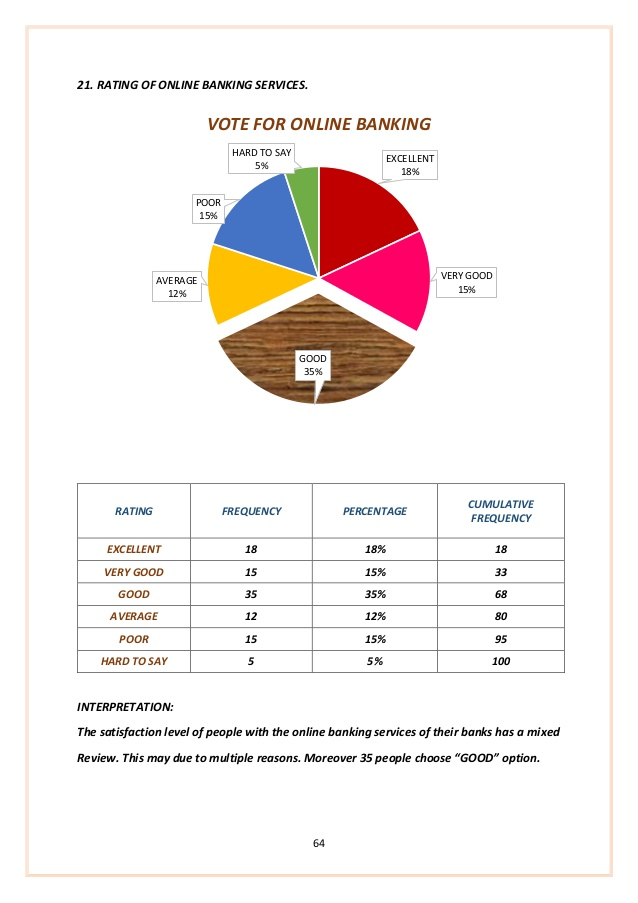 21. RATING OF ONLINE BANKING SERVICES.
VOTE FOR ONLINE BANKING
HARD TO SAY
5%
EXCELLENT
18%
POOR
15%
VERY GOOD
15%
AVERAGE
12%
GOOD
35%
RATING FREQUENCY PERCENTAGE CUMULATIVE FREQUENCY
EXCELLENT 18 18% 18
VERY GOOD 15 15% 33
GOOD 35 35% 68
AVERAGE 12 12% 80
POOR 15 15% 95
HARD TO SAY 5 5% 100
INTERPRETATION:
The satisfaction level of people with the online banking services of their banks has a mixed
Review. This may due to multiple reasons. Moreover 35 people choose “GOOD” option.
64